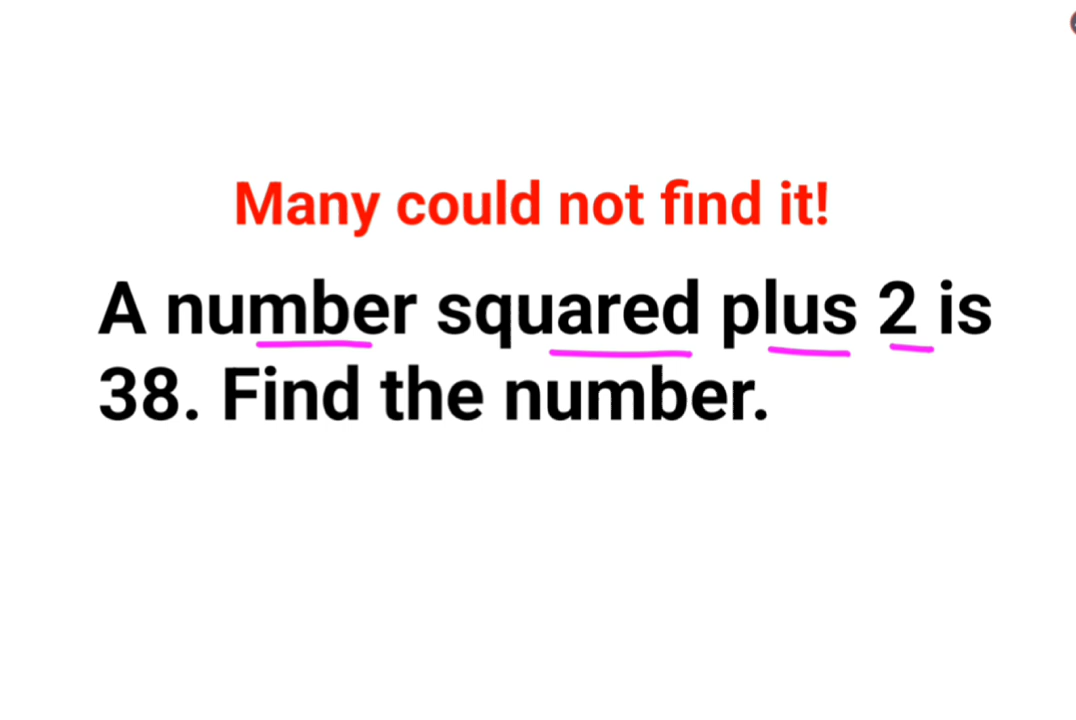 Many could not find it!
A number squared plus 2 is
38. Find the number.